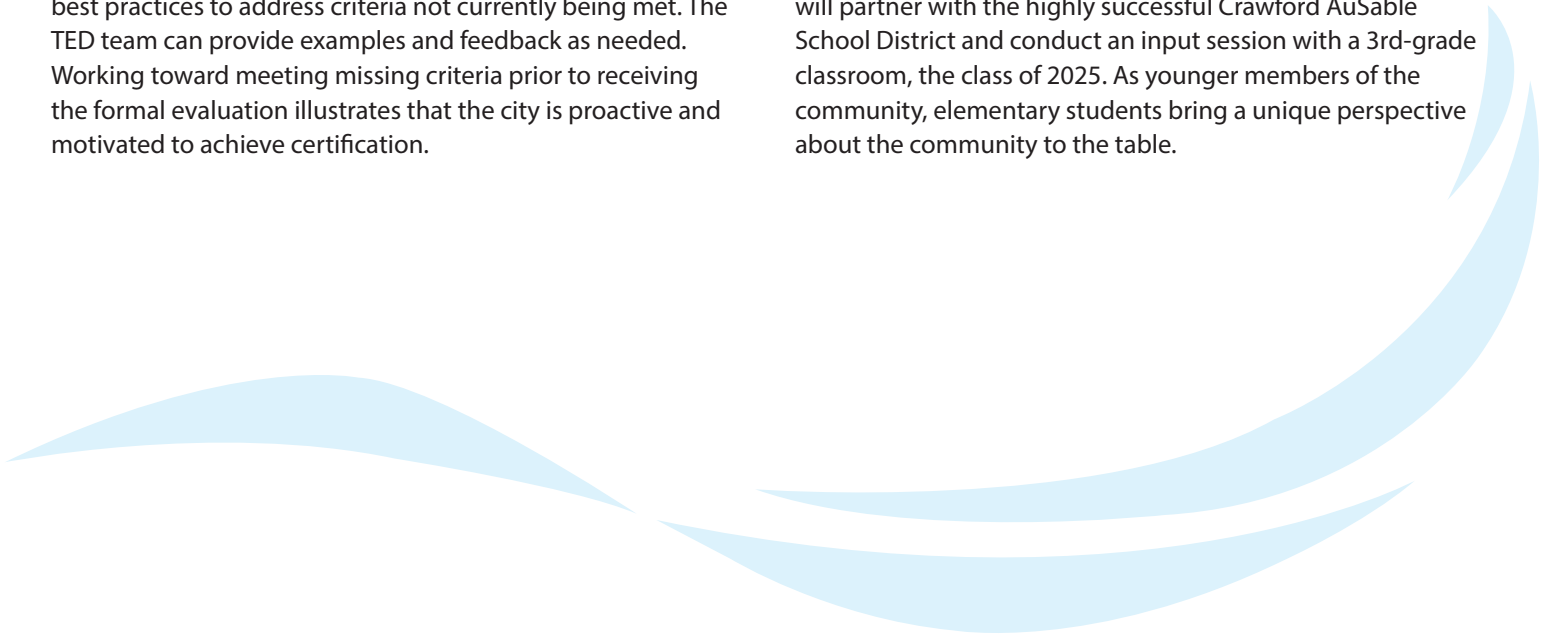 best practices to address criteria not currently being met. The
TED team can provide examples and feedback as needed.
Working toward meeting missing criteria prior to receiving
the formal evaluation illustrates that the city is proactive and
motivated to achieve certification.
will partner with the highly successful Crawford AuSable
School District and conduct an input session with a 3rd-grade
classroom, the class of 2025. As younger members of the
community, elementary students bring a unique perspective
about the community to the table.